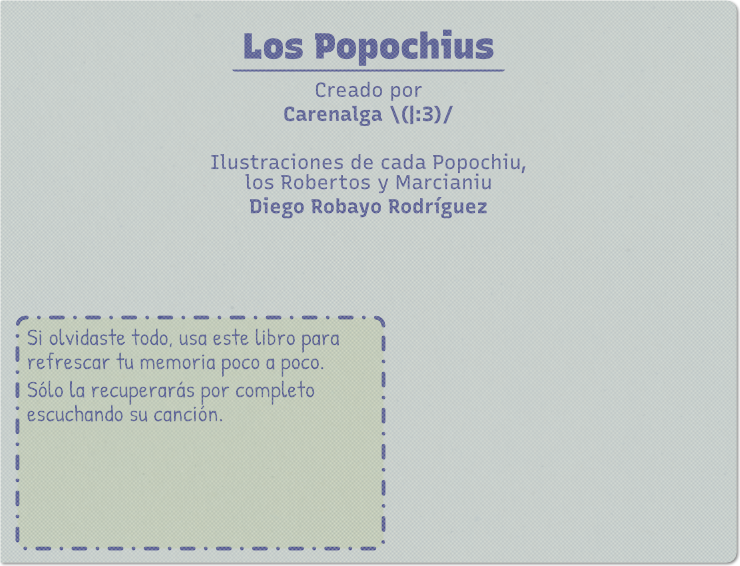 Los Popochius
Creado por
Carenalga \(|:3)/
Ilustraciones de cada Popochiu,
los Robertos y Marcianiu
Diego Robayo Rodríguez
Si olvidaste todo, usa este libro para
refrescar tu memoria poco a poco.
Sólo la recuperarás por completo
escuchando su canción.